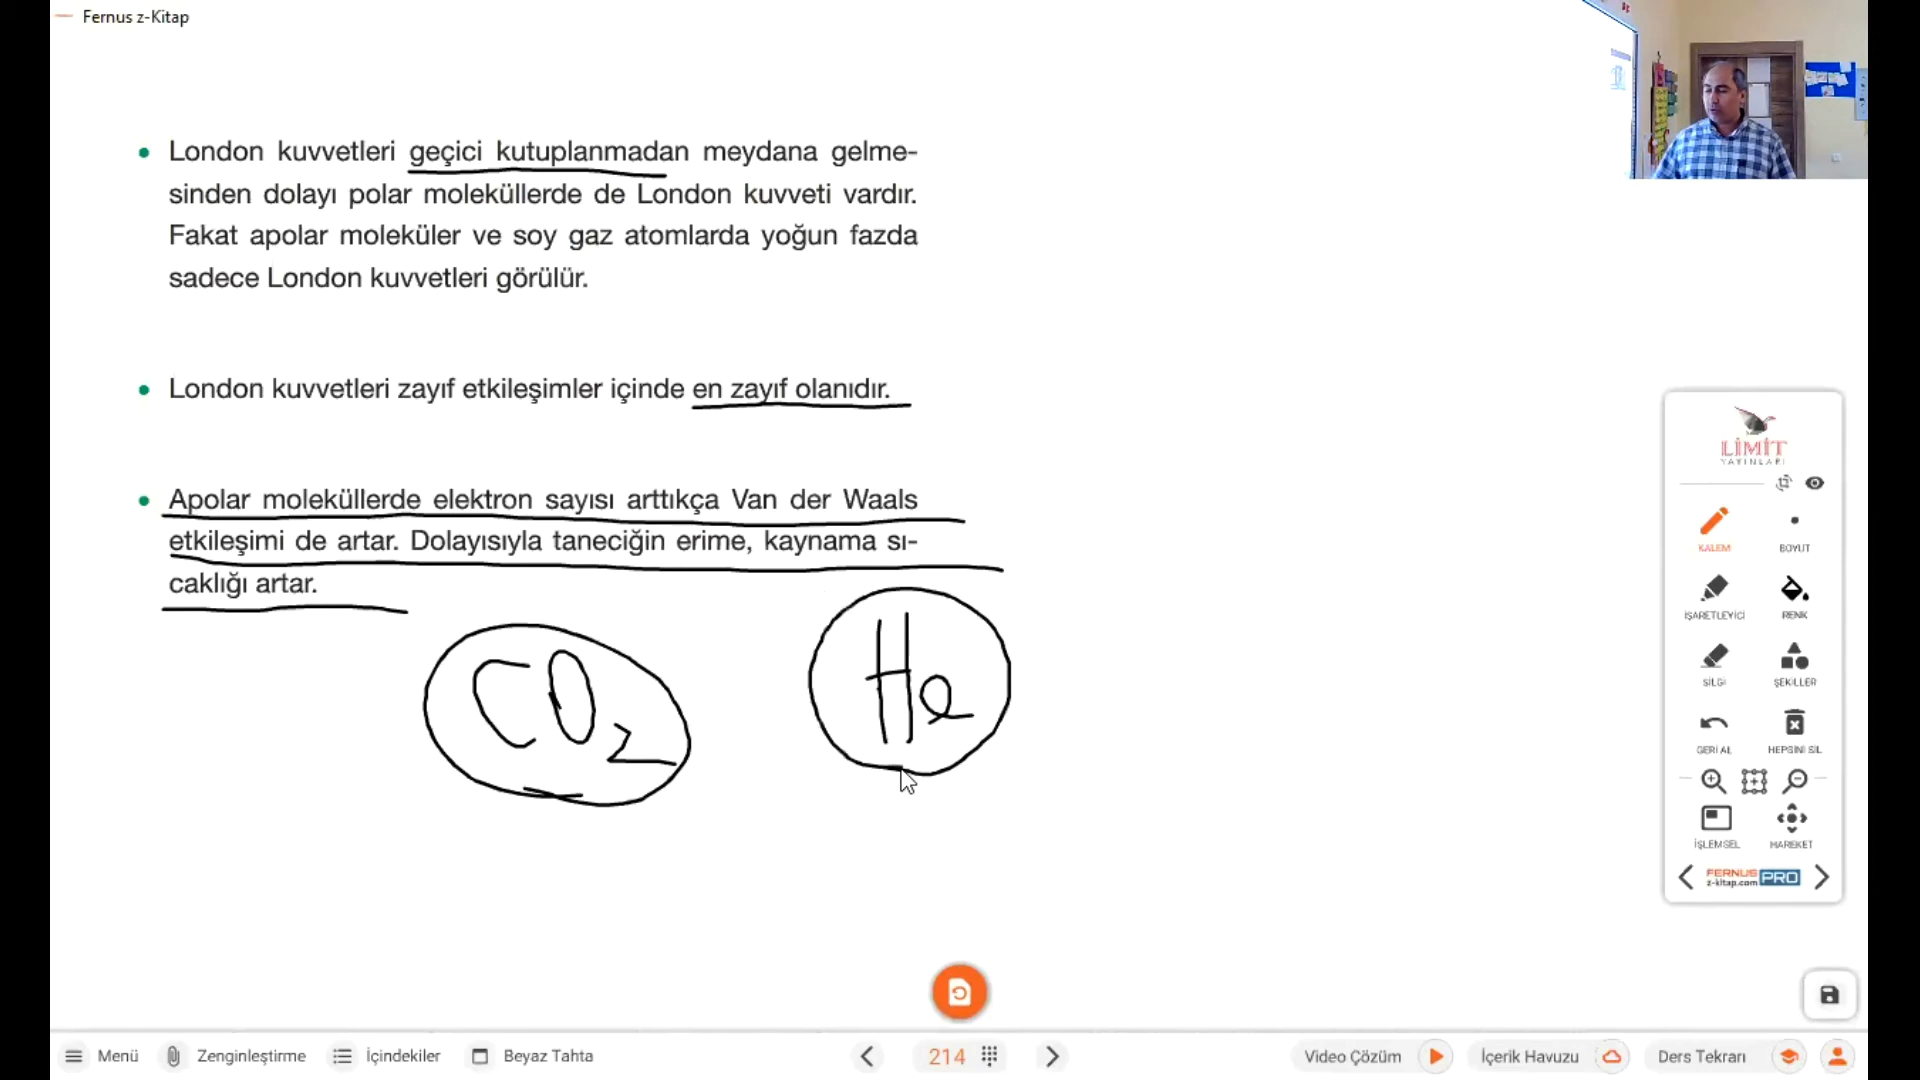 Fernus z-Kitap
• London kuvvetleri geçici kutuplanmadan meydana gelme-
sinden dolayı polar moleküllerde de London kuvveti vardır.
Fakat apolar moleküler ve soy gaz atomlarda yoğun fazda
sadece London kuvvetleri görülür.
• London kuvvetleri zayıf etkileşimler içinde en zayıf olanıdır.
• Apolar moleküllerde elektron sayısı arttıkça Van der Waals
etkileşimi de artar. Dolayısıyla taneciğin erime, kaynama sı-
caklığı artar.
CO2 He
LİMİT
YAYINLARI
KALEM BOYUT
İŞARETLEYİCİ RENK
SİLGİ ŞEKİLLER
GERİ AL HEPSİNİ SİL
İŞLEMSEL HAREKET
FERNUS PRO
z-kitap.com
Menü Zenginleştirme İçindekiler Beyaz Tahta 214 Video Çözüm İçerik Havuzu Ders Tekrarı